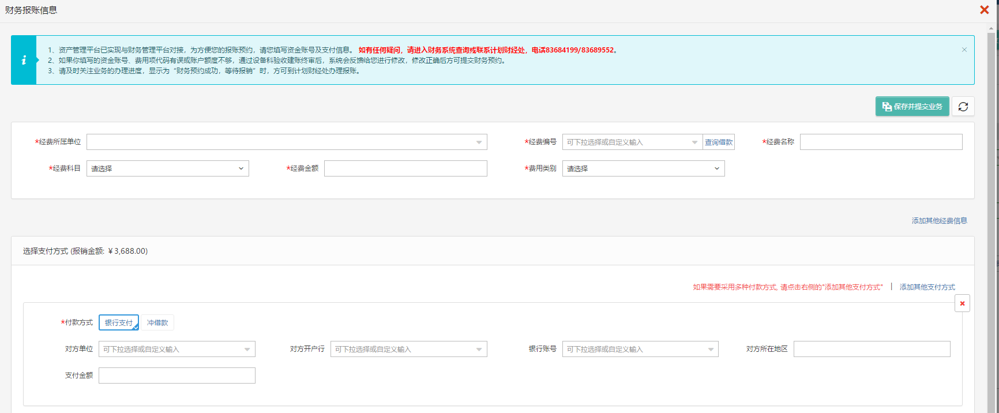 财务报账信息
1、资产管理平台已实现与财务管理平台对接，为方便您的报账预约，请您填写资金账号及支付信息。 如有任何疑问，请进入财务系统查询或联系计划财经处，电话83684199/83689552。
2、如果你填写的资金账号、费用项代码有误或账户额度不够，通过设备科验收建账终审后，系统会反馈给您进行修改，修改正确后方可提交财务预约。
3、请及时关注业务的办理进度，显示为“财务预约成功，等待报销”时，方可到计划财经处办理报账。
保存并提交业务
*经费所属单位 *经费编号 可下拉选择或自定义输入 查询借款 *经费名称
*经费科目 请选择 *经费金额 *费用类别 请选择
添加其他经费信息
选择支付方式 (报销金额: ￥3,688.00)
如果需要采用多种付款方式, 请点击右侧的"添加其他支付方式" | 添加其他支付方式
*付款方式 银行支付 冲借款
对方单位 可下拉选择或自定义输入 对方开户行 可下拉选择或自定义输入 银行账号 可下拉选择或自定义输入 对方所在地区
支付金额